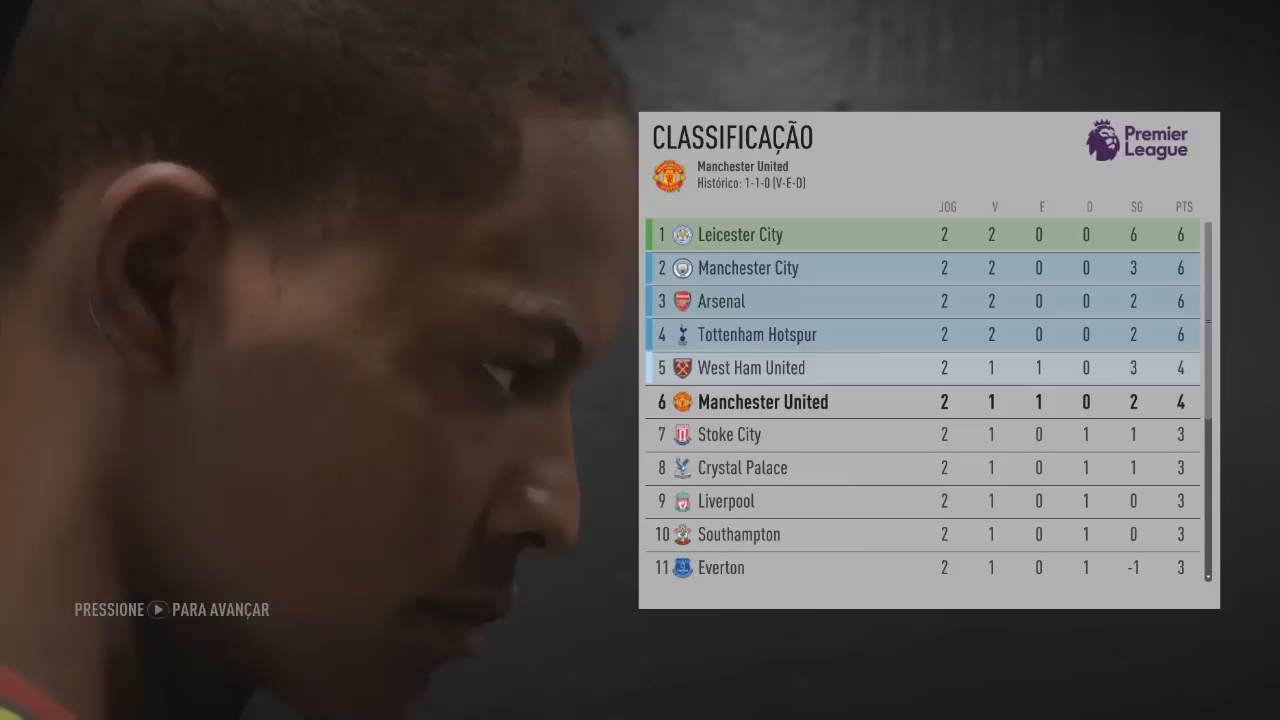 CLASSIFICAÇÃO
Premier League
Manchester United
Histórico: 1-1-0 (V-E-D)
JOG V E D SG PTS
1 Leicester City 2 2 0 0 6 6
2 Manchester City 2 2 0 0 3 6
3 Arsenal 2 2 0 0 2 6
4 Tottenham Hotspur 2 2 0 0 2 6
5 West Ham United 2 1 1 0 3 4
6 Manchester United 2 1 1 0 2 4
7 Stoke City 2 1 0 1 1 3
8 Crystal Palace 2 1 0 1 1 3
9 Liverpool 2 1 0 1 0 3
10 Southampton 2 1 0 1 0 3
11 Everton 2 1 0 1 -1 3
PRESSIONE PARA AVANÇAR